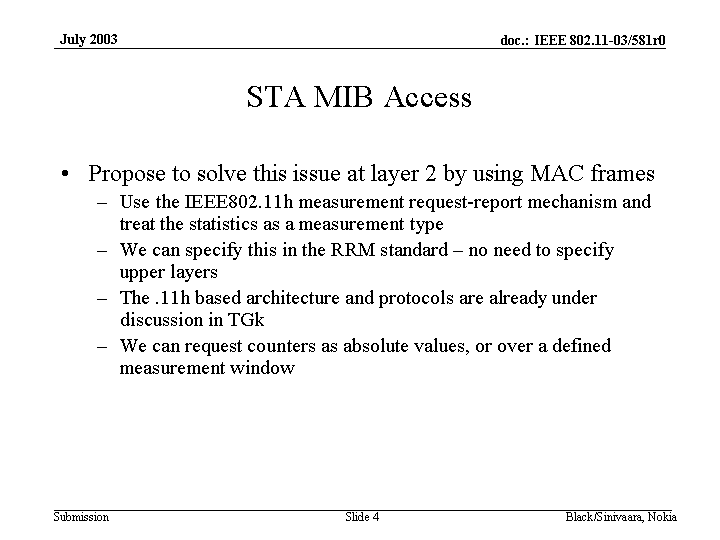 July 2003
doc.: IEEE 802.11-03/581r0
STA MIB Access
• Propose to solve this issue at layer 2 by using MAC frames
– Use the IEEE802.11h measurement request-report mechanism and
treat the statistics as a measurement type
– We can specify this in the RRM standard – no need to specify
upper layers
– The .11h based architecture and protocols are already under
discussion in TGk
– We can request counters as absolute values, or over a defined
measurement window
Submission
Slide 4
Black/Sinivaara, Nokia